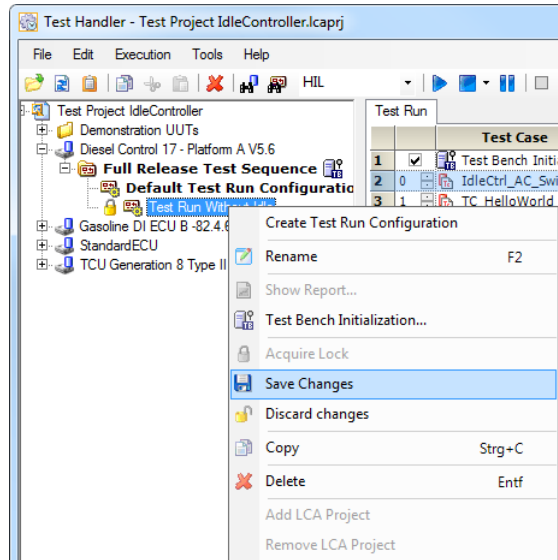 Test Handler - Test Project IdleController.lcaprj
File Edit Execution Tools Help
HIL
Test Project IdleController
Demonstration UUTs
Diesel Control 17 - Platform A V5.6
Full Release Test Sequence
Default Test Run Configuratio
Test Run
Gasoline DI ECU B -82.4.6
StandardECU
TCU Generation 8 Type II
Test Run
Test Case
1 Test Bench Initi
2 0 IdleCtrl_AC_Swi
3 1 TC_HelloWorld
Create Test Run Configuration
Rename F2
Show Report...
Test Bench Initialization...
Acquire Lock
Save Changes
Discard changes
Copy Strg+C
Delete Entf
Add LCA Project
Remove LCA Project